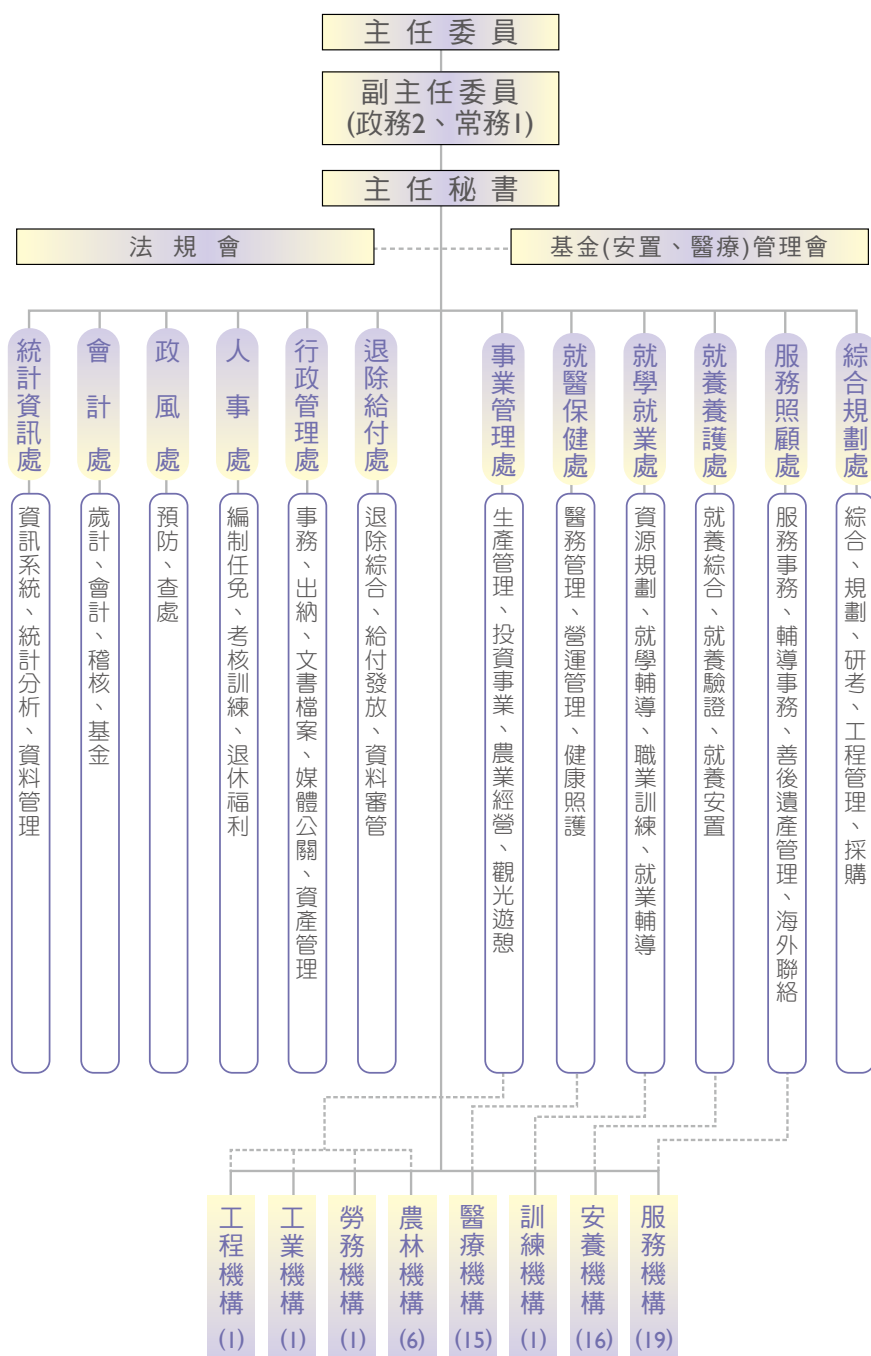 主任委員
副主任委員
(政務2、常務1)
主任秘書
法規會
基金(安置、醫療)管理會
統計資訊處
會計處
政風處
人事處
行政管理處
退除給付處
事業管理處
就醫保健處
就學就業處
就養養護處
服務照顧處
綜合規劃處
資訊系統、統計分析、資料管理
歲計、會計、稽核、基金
預防、查處
編制任免、考核訓練、退休福利
事務、出納、文書檔案、媒體公關、資產管理
退除綜合、給付發放、資料審管
生產管理、投資事業、農業經營、觀光遊憩
醫務管理、營運管理、健康照護
資源規劃、就學輔導、職業訓練、就業輔導
就養綜合、就養驗證、就養安置
服務事務、輔導事務、善後遺產管理、海外聯絡
綜合、規劃、研考、工程管理、採購
工程機構(1)
工業機構(1)
勞務機構(1)
農林機構(6)
醫療機構(15)
訓練機構(1)
安養機構(16)
服務機構(19)